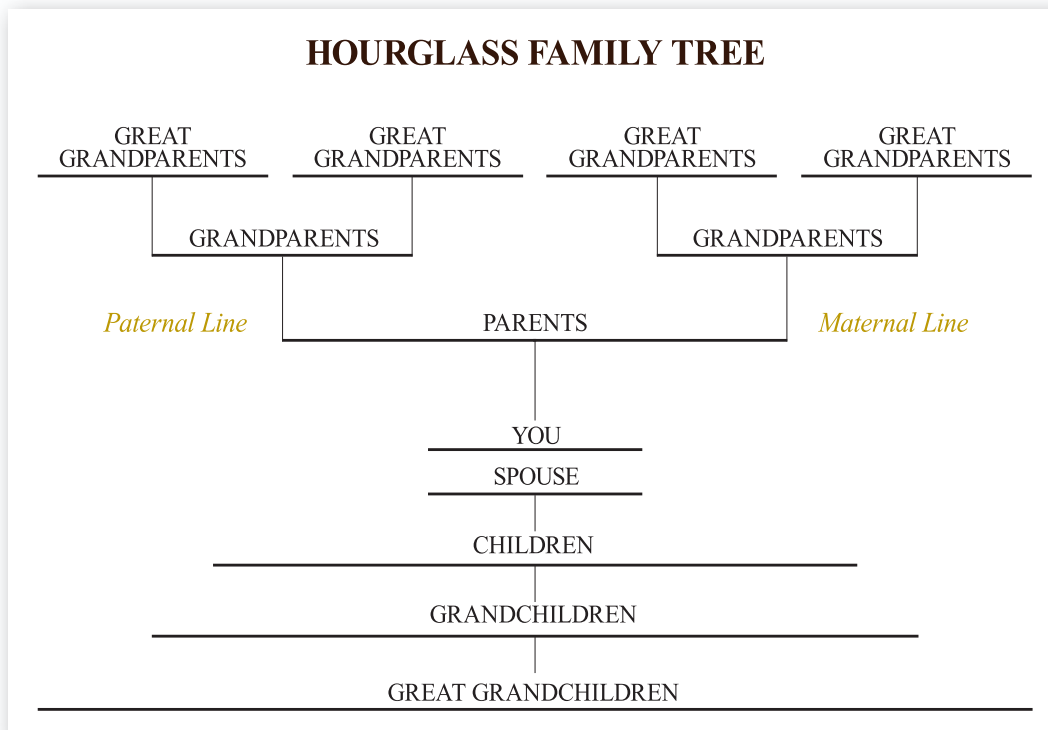 HOURGLASS FAMILY TREE
GREAT
GRANDPARENTS
GREAT
GRANDPARENTS
GREAT
GRANDPARENTS
GREAT
GRANDPARENTS
GRANDPARENTS
GRANDPARENTS
Paternal Line
PARENTS
Maternal Line
YOU
SPOUSE
CHILDREN
GRANDCHILDREN
GREAT GRANDCHILDREN